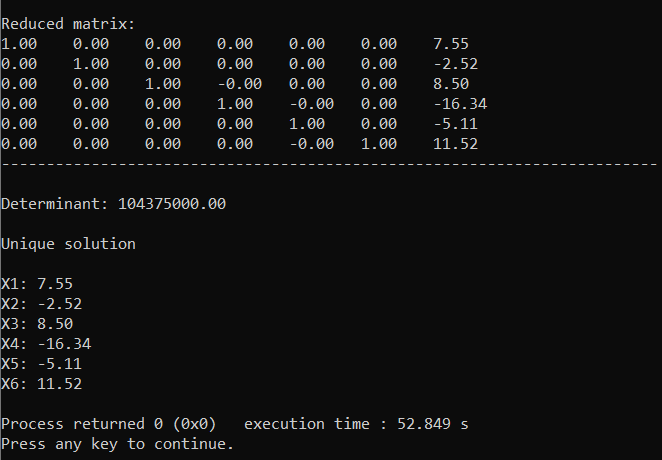 Reduced matrix:
1.00 0.00 0.00 0.00 0.00 0.00 7.55
0.00 1.00 0.00 0.00 0.00 0.00 -2.52
0.00 0.00 1.00 -0.00 0.00 0.00 8.50
0.00 0.00 0.00 1.00 -0.00 0.00 -16.34
0.00 0.00 0.00 0.00 1.00 0.00 -5.11
0.00 0.00 0.00 0.00 -0.00 1.00 11.52
-------------------------------------------------------------------------
Determinant: 104375000.00
Unique solution
X1: 7.55
X2: -2.52
X3: 8.50
X4: -16.34
X5: -5.11
X6: 11.52
Process returned 0 (0x0) execution time : 52.849 s
Press any key to continue.